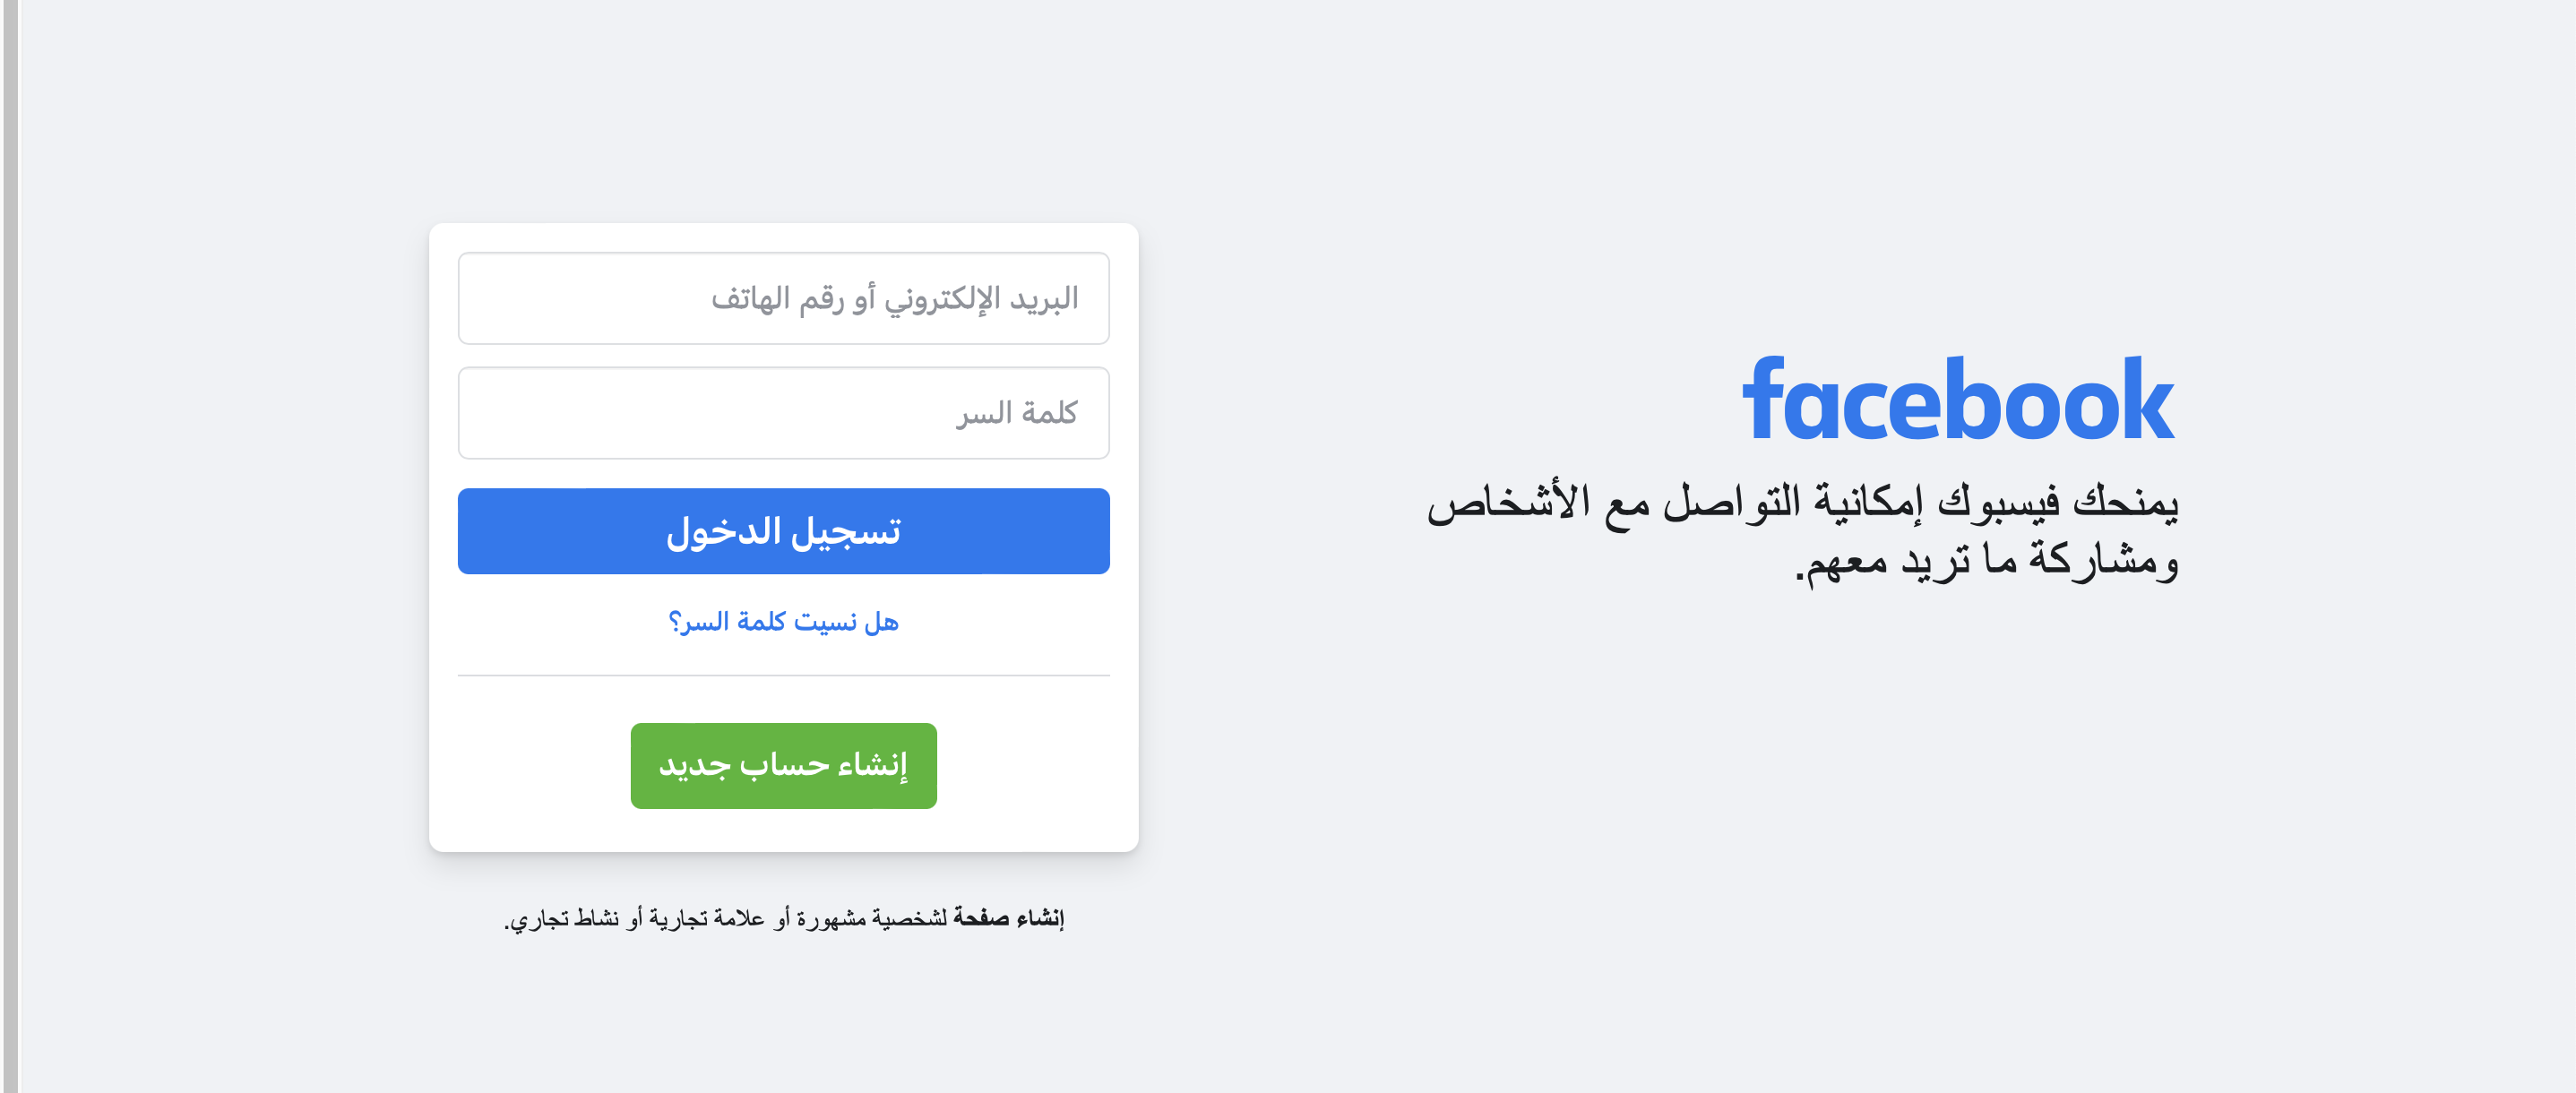 facebook
يمنحك فيسبوك إمكانية التواصل مع الأشخاص
ومشاركة ما تريد معهم.
البريد الإلكتروني أو رقم الهاتف
كلمة السر
تسجيل الدخول
هل نسيت كلمة السر؟
إنشاء حساب جديد
إنشاء صفحة لشخصية مشهورة أو علامة تجارية أو نشاط تجاري.